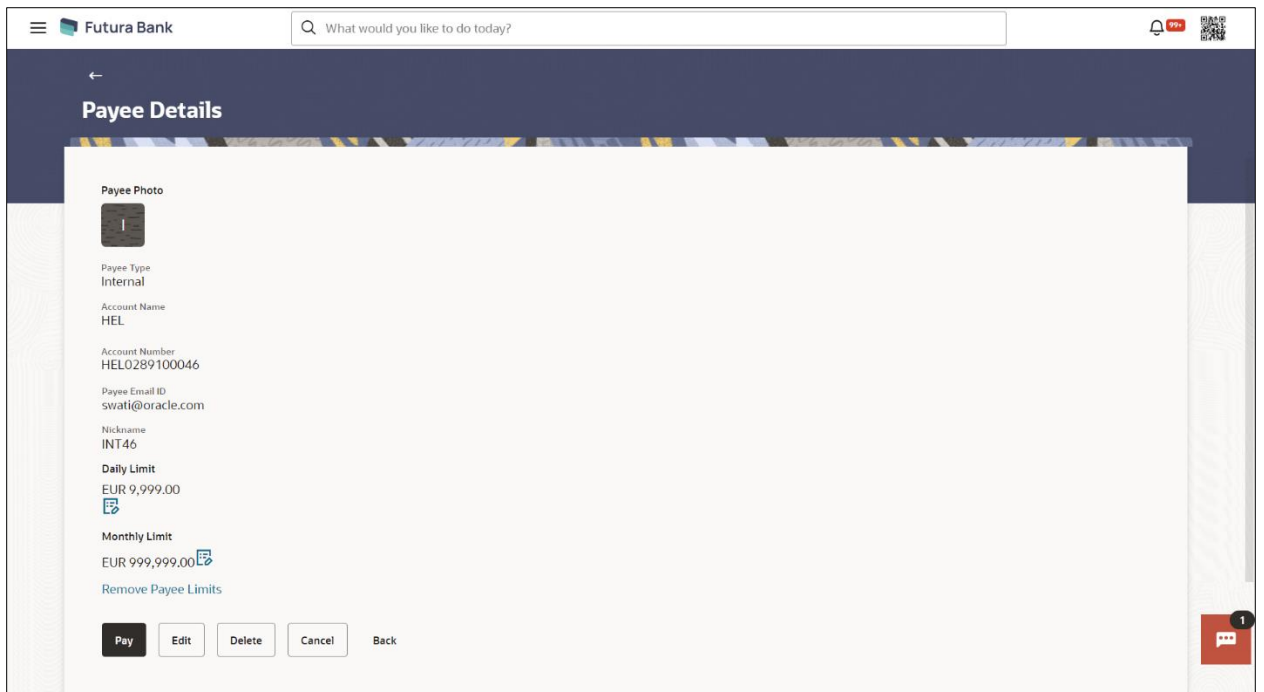 Futura Bank
What would you like to do today?
99+
Payee Details
Payee Photo
I
Payee Type
Internal
Account Name
HEL
Account Number
HEL0289100046
Payee Email ID
swati@oracle.com
Nickname
INT46
Daily Limit
EUR 9,999.00
Monthly Limit
EUR 999,999.00
Remove Payee Limits
Pay Edit Delete Cancel Back
1